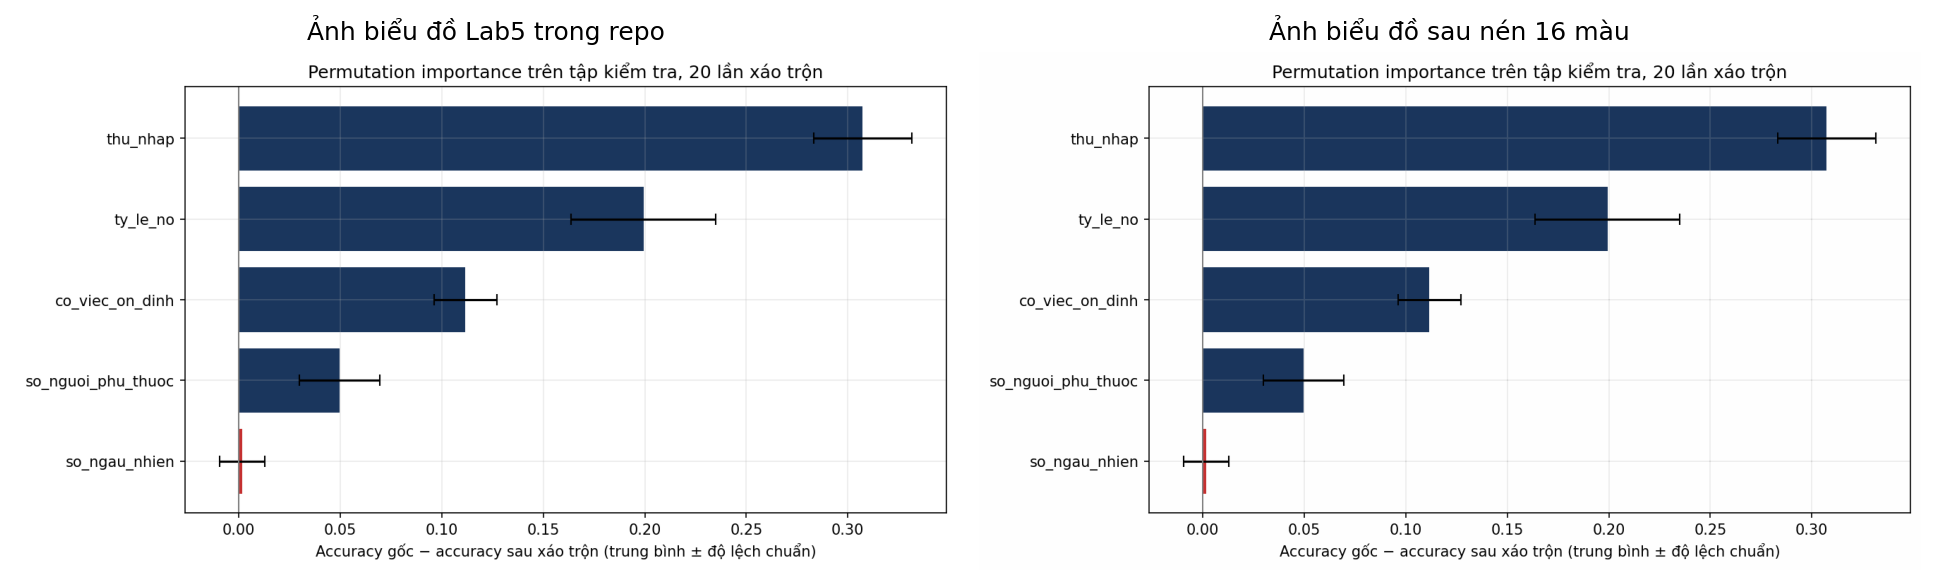 Ảnh biểu đồ Lab5 trong repo
Permutation importance trên tập kiểm tra, 20 lần xáo trộn
thu_nhap
ty_le_no
co_viec_on_dinh
so_nguoi_phu_thuoc
so_ngau_nhien
0.00 0.05 0.10 0.15 0.20 0.25 0.30
Accuracy gốc − accuracy sau xáo trộn (trung bình ± độ lệch chuẩn)
Ảnh biểu đồ sau nén 16 màu
Permutation importance trên tập kiểm tra, 20 lần xáo trộn
thu_nhap
ty_le_no
co_viec_on_dinh
so_nguoi_phu_thuoc
so_ngau_nhien
0.00 0.05 0.10 0.15 0.20 0.25 0.30
Accuracy gốc − accuracy sau xáo trộn (trung bình ± độ lệch chuẩn)